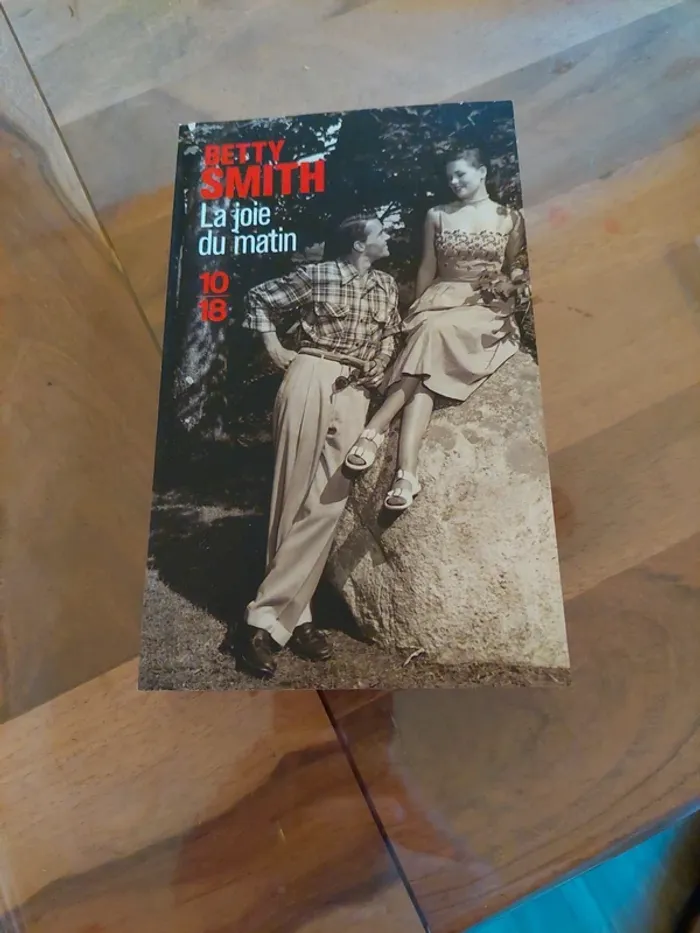 BETTY
SMITH
La joie
du matin
10
18